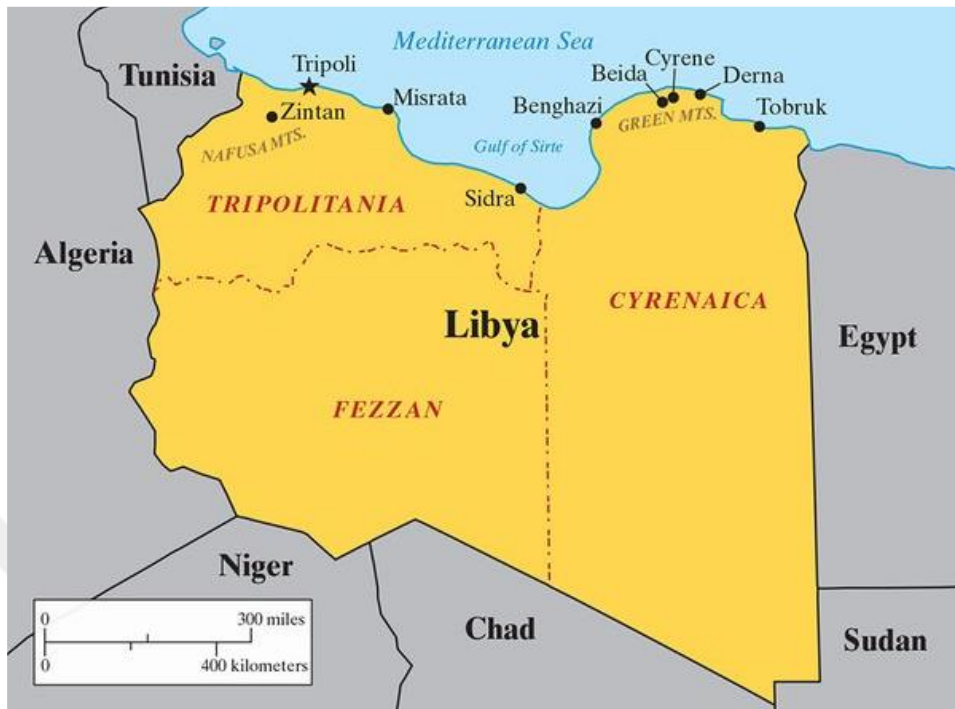 Mediterranean Sea
Tunisia
Tripoli
Cyrene
Beida
Derna
Zintan
Misrata
Benghazi
Tobruk
GREEN MTS.
NAFUSA MTS.
Gulf of Sirte
Sidra
TRIPOLITANIA
Algeria
CYRENAICA
Libya
Egypt
FEZZAN
Niger
Chad
Sudan
0 300 miles
0 400 kilometers